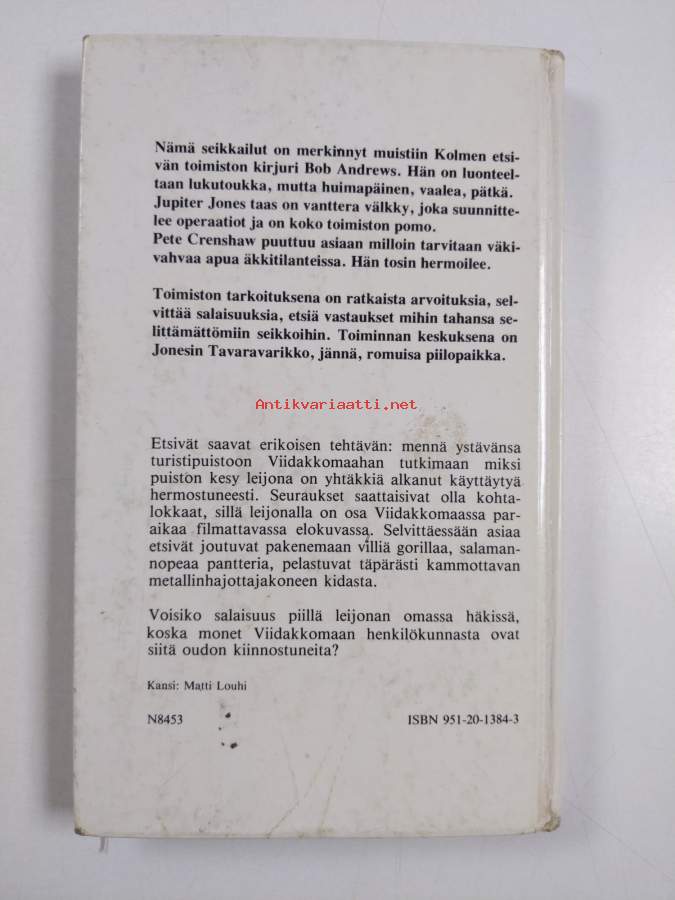 Nämä seikkailut on merkinnyt muistiin Kolmen etsi-
vän toimiston kirjuri Bob Andrews. Hän on luonteel-
taan lukutoukka, mutta huimapäinen, vaalea, pätkä.
Jupiter Jones taas on vanttera välkky, joka suunnitte-
lee operaatiot ja on koko toimiston pomo.
Pete Crenshaw puuttuu asiaan milloin tarvitaan väki-
vahvaa apua äkkitilanteissa. Hän tosin hermoilee.
Toimiston tarkoituksena on ratkaista arvoituksia, sel-
vittää salaisuuksia, etsiä vastaukset mihin tahansa se-
littämättömiin seikkoihin. Toiminnan keskuksena on
Jonesin Tavaravarikko, jännä, romuisa piilopaikka.
Antikvariaatti.net
Etsivät saavat erikoisen tehtävän: mennä ystävänsä
turistipuistoon Viidakkomaahan tutkimaan miksi
puiston kesy leijona on yhtäkkiä alkanut käyttäytyä
hermostuneesti. Seuraukset saattaisivat olla kohta-
lokkaat, sillä leijonalla on osa Viidakkomaassa par-
aikaa filmattavassa elokuvassa. Selvittäessään asiaa
etsivät joutuvat pakenemaan villiä gorillaa, salaman-
nopeaa pantteria, pelastuvat täpärästi kammottavan
metallinhajottajakoneen kidasta.
Voisiko salaisuus piillä leijonan omassa häkissä,
koska monet Viidakkomaan henkilökunnasta ovat
siitä oudon kiinnostuneita?
Kansi: Matti Louhi
N8453 ISBN 951-20-1384-3